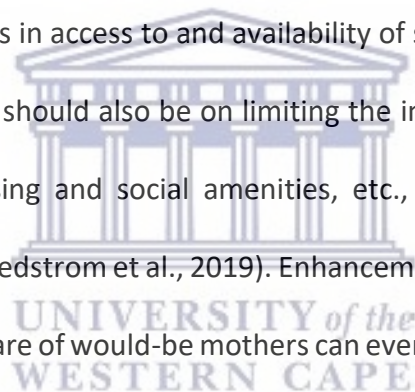 s in access to and availability of s
should also be on limiting the in
ing and social amenities, etc.,
edstrom et al., 2019). Enhancem
UNIVERSITY of the
are of would-be mothers can ever
WESTERN CAPE